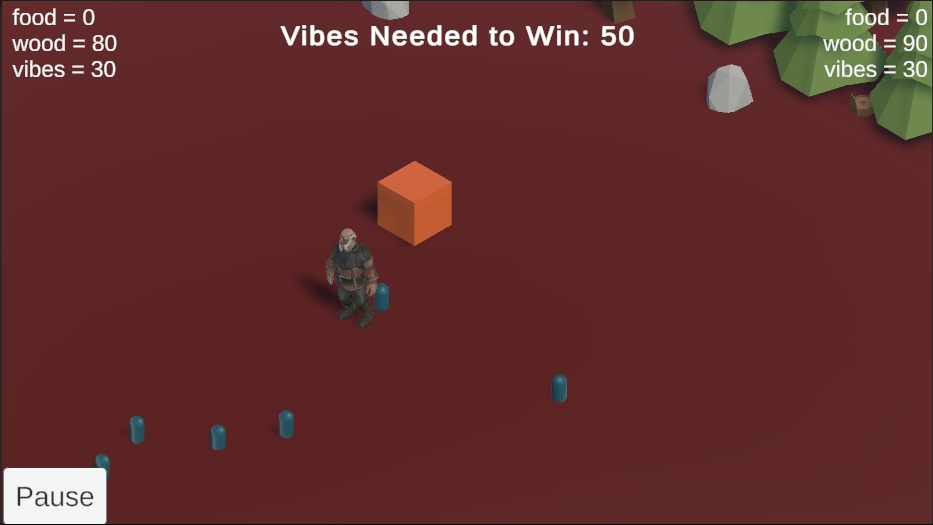 food = 0
wood = 80
vibes = 30
Vibes Needed to Win: 50
food = 0
wood = 90
vibes = 30
Pause